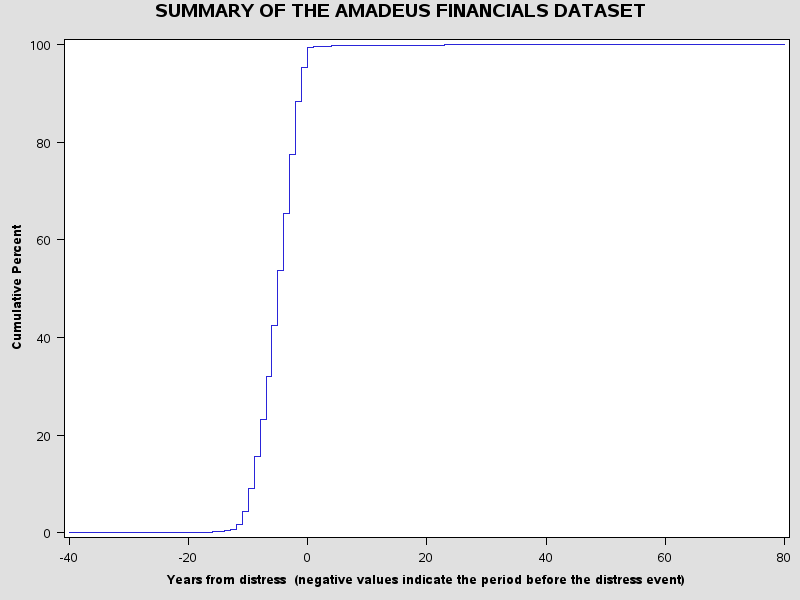 SUMMARY OF THE AMADEUS FINANCIALS DATASET
100
80
60
40
20
0
Cumulative Percent
-40 -20 0 20 40 60 80
Years from distress (negative values indicate the period before the distress event)